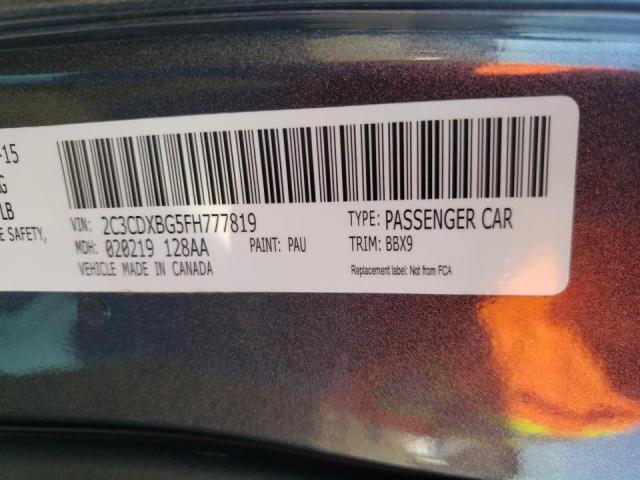 -15
G
LB
E SAFETY,
VIN: 2C3CDXBG5FH777819
TYPE: PASSENGER CAR
MDH: 020219 128AA PAINT: PAU
TRIM: BBX9
VEHICLE MADE IN CANADA
Replacement label: Not from FCA